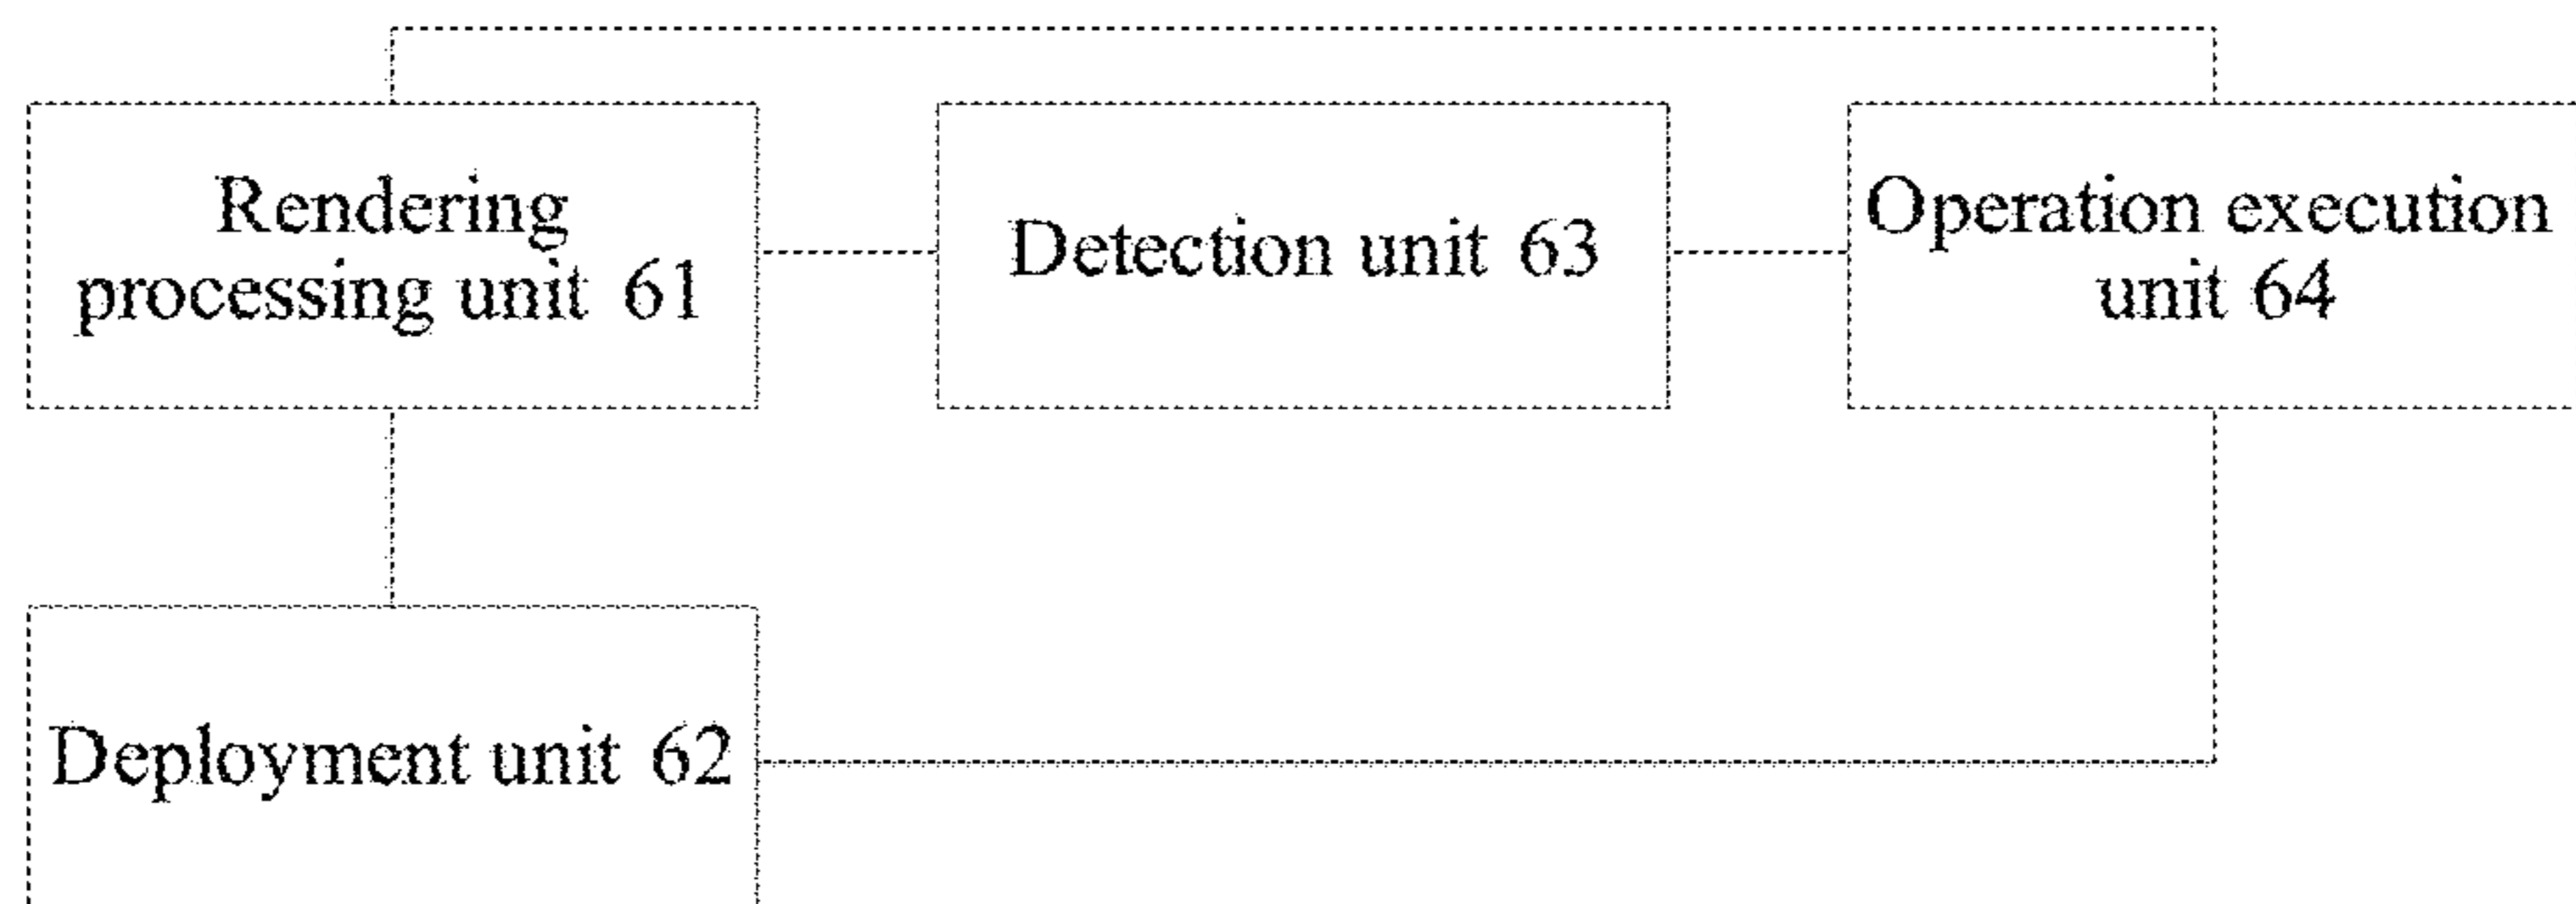 Rendering
processing unit 61
Detection unit 63
Operation execution
unit 64
Deployment unit 62